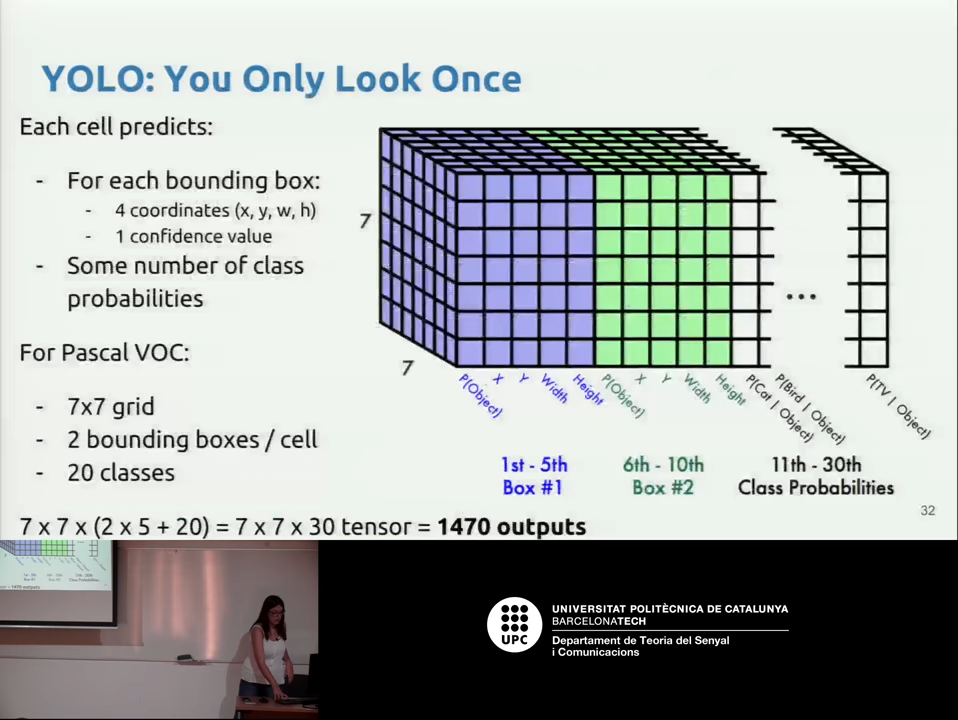 YOLO: You Only Look Once
Each cell predicts:
- For each bounding box:
- 4 coordinates (x, y, w, h)
- 1 confidence value
- Some number of class
probabilities
For Pascal VOC:
- 7x7 grid
- 2 bounding boxes / cell
- 20 classes
7 x 7 x (2 x 5 + 20) = 7 x 7 x 30 tensor = 1470 outputs
7
7
...
P(Object)
X
Y
Width
Height
P(Object)
X
Y
Width
Height
P(Cat | Object)
P(Bird | Object)
P(TV | Object)
1st - 5th
Box #1
6th - 10th
Box #2
11th - 30th
Class Probabilities
32
UPC
UNIVERSITAT POLITÈCNICA DE CATALUNYA
BARCELONATECH
Departament de Teoria del Senyal
i Comunicacions